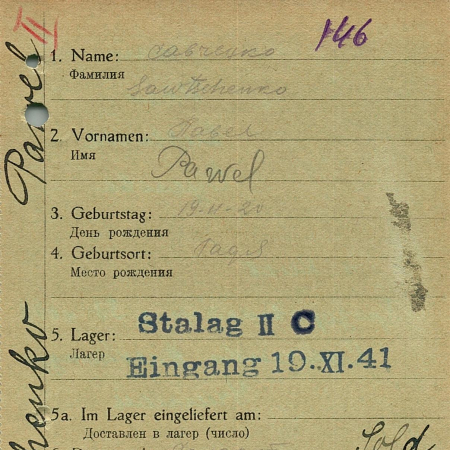 II
146
1. Name: Савченко
Фамилия
Sawtschenko
2. Vornamen: Павел
Имя
Pawel
3. Geburtstag:
День рождения
4. Geburtsort:
Место рождения
5. Lager: Stalag II C
Лагер
Eingang 19.XI.41
5a. Im Lager eingeliefert am:
Доставлен в лагер (число)
Sold
Pawel